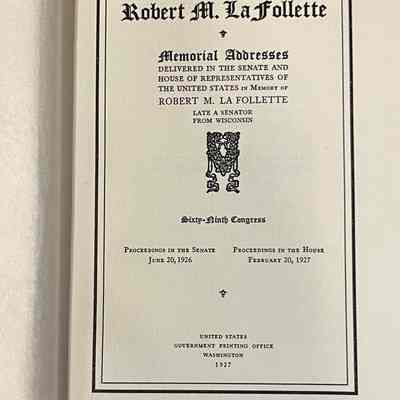 Robert M. La Follette
Memorial Addresses
DELIVERED IN THE SENATE AND
HOUSE OF REPRESENTATIVES OF
THE UNITED STATES IN MEMORY OF
ROBERT M. LA FOLLETTE
LATE A SENATOR
FROM WISCONSIN
Sixty-Ninth Congress
PROCEEDINGS IN THE SENATE
JUNE 20, 1926
PROCEEDINGS IN THE HOUSE
FEBRUARY 20, 1927
UNITED STATES
GOVERNMENT PRINTING OFFICE
WASHINGTON
1927